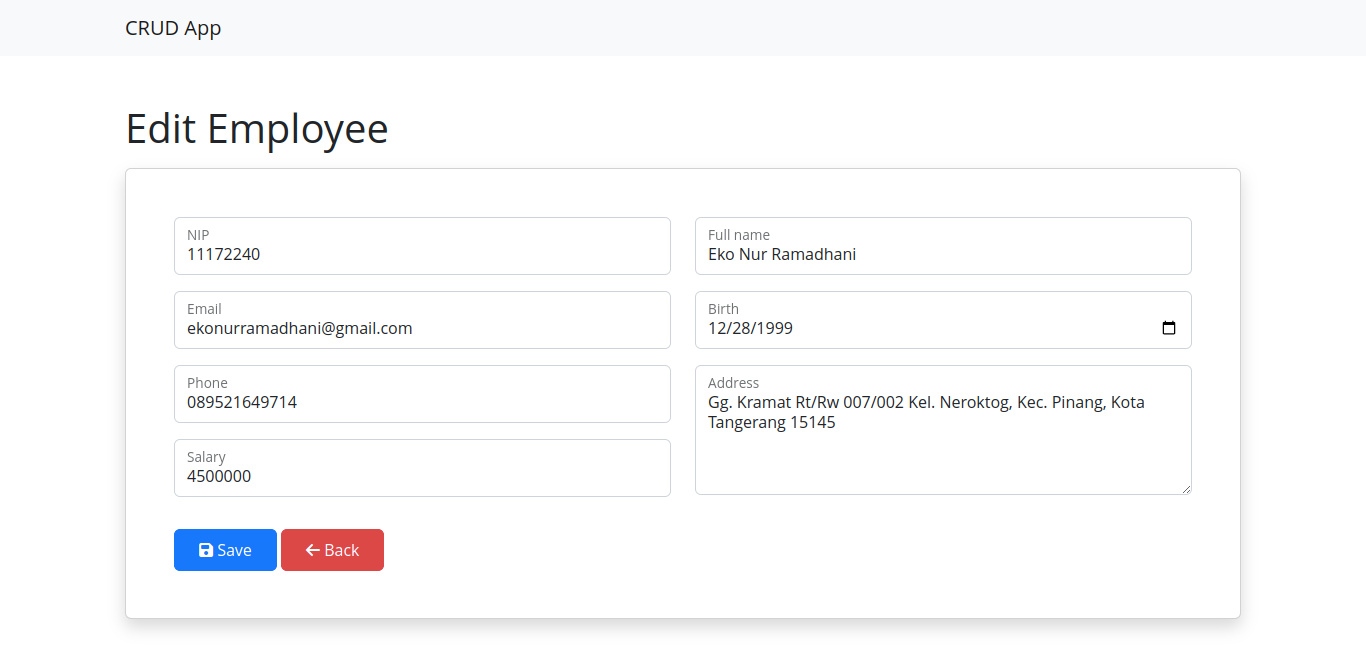 CRUD App
Edit Employee
NIP
11172240
Full name
Eko Nur Ramadhani
Email
ekonurramadhani@gmail.com
Birth
12/28/1999
Phone
089521649714
Address
Gg. Kramat Rt/Rw 007/002 Kel. Neroktog, Kec. Pinang, Kota
Tangerang 15145
Salary
4500000
Save
Back